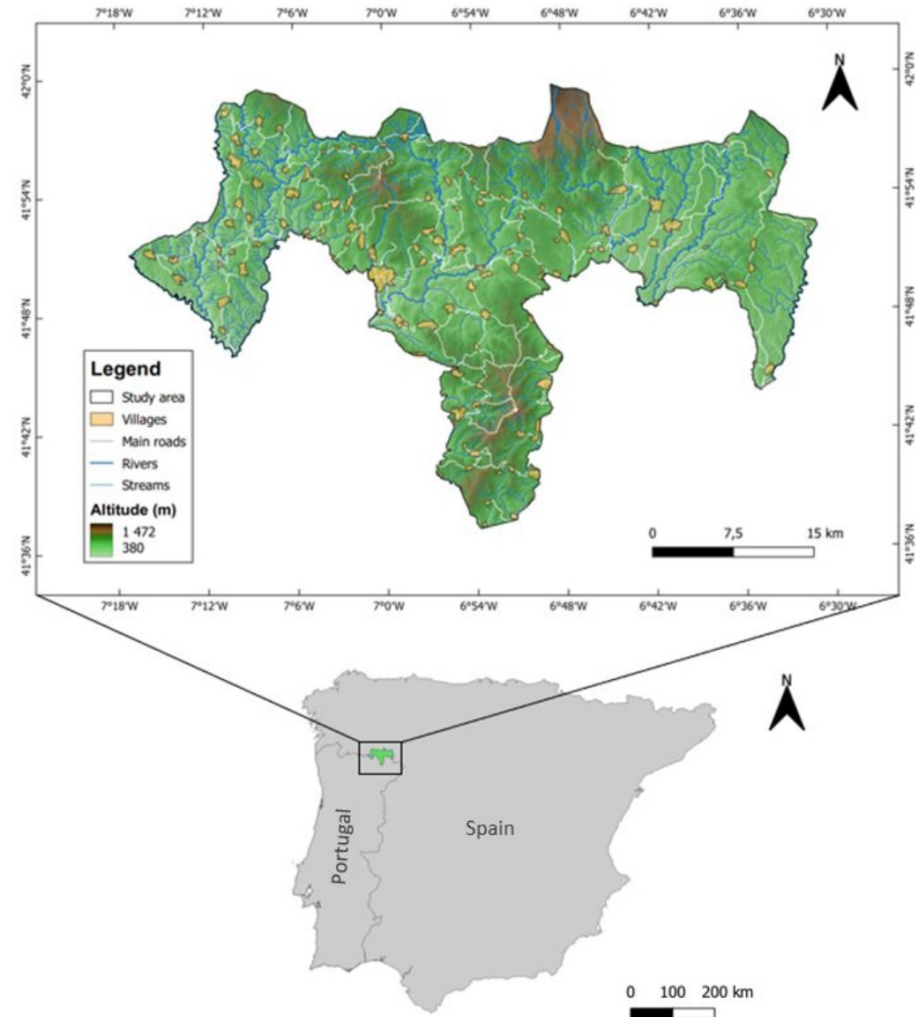 7°18'W 7°12'W 7°6'W 7°0'W 6°54'W 6°48'W 6°42'W 6°36'W 6°30'W
N
42°0'N 42°0'N
41°54'N 41°54'N
41°48'N 41°48'N
41°42'N 41°42'N
41°36'N 41°36'N
Legend
Study area
Villages
Main roads
Rivers
Streams
Altitude (m)
1 472
380
0 7,5 15 km
7°18'W 7°12'W 7°6'W 7°0'W 6°54'W 6°48'W 6°42'W 6°36'W 6°30'W
N
Portugal
Spain
0 100 200 km